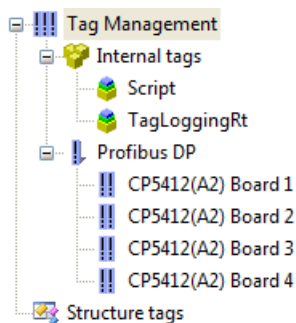 Tag Management
Internal tags
Script
TagLoggingRt
Profibus DP
CP5412(A2) Board 1
CP5412(A2) Board 2
CP5412(A2) Board 3
CP5412(A2) Board 4
Structure tags